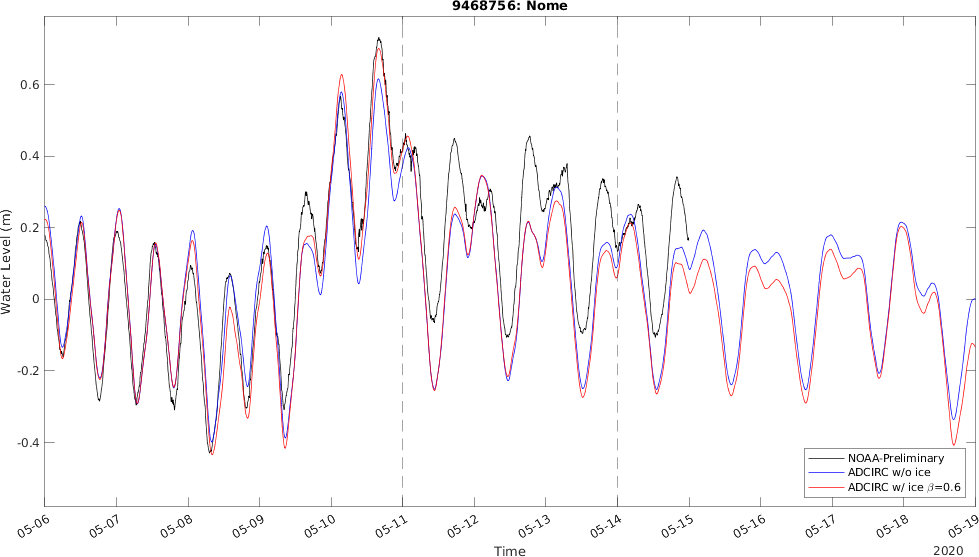 9468756: Nome
Water Level (m)
0.6
0.4
0.2
0
-0.2
-0.4
NOAA-Preliminary
ADCIRC w/o ice
ADCIRC w/ ice β=0.6
05-06 05-07 05-08 05-09 05-10 05-11 05-12 05-13 05-14 05-15 05-16 05-17 05-18 05-19
Time
2020